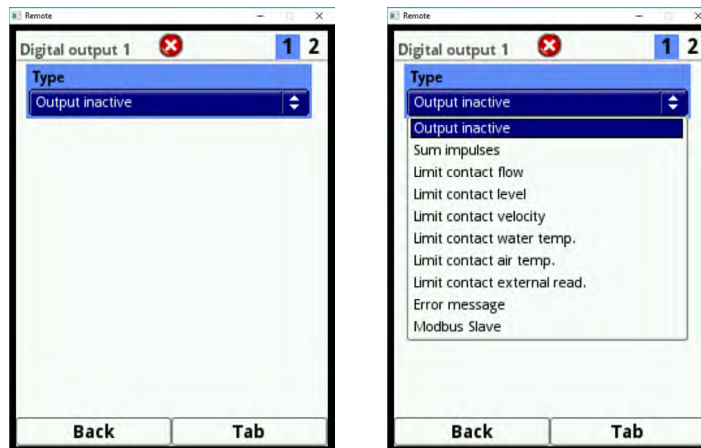 Remote
Digital output 1 1 2
Type
Output inactive
Back Tab
Remote
Digital output 1 1 2
Type
Output inactive
Output inactive
Sum impulses
Limit contact flow
Limit contact level
Limit contact velocity
Limit contact water temp.
Limit contact air temp.
Limit contact external read.
Error message
Modbus Slave
Back Tab